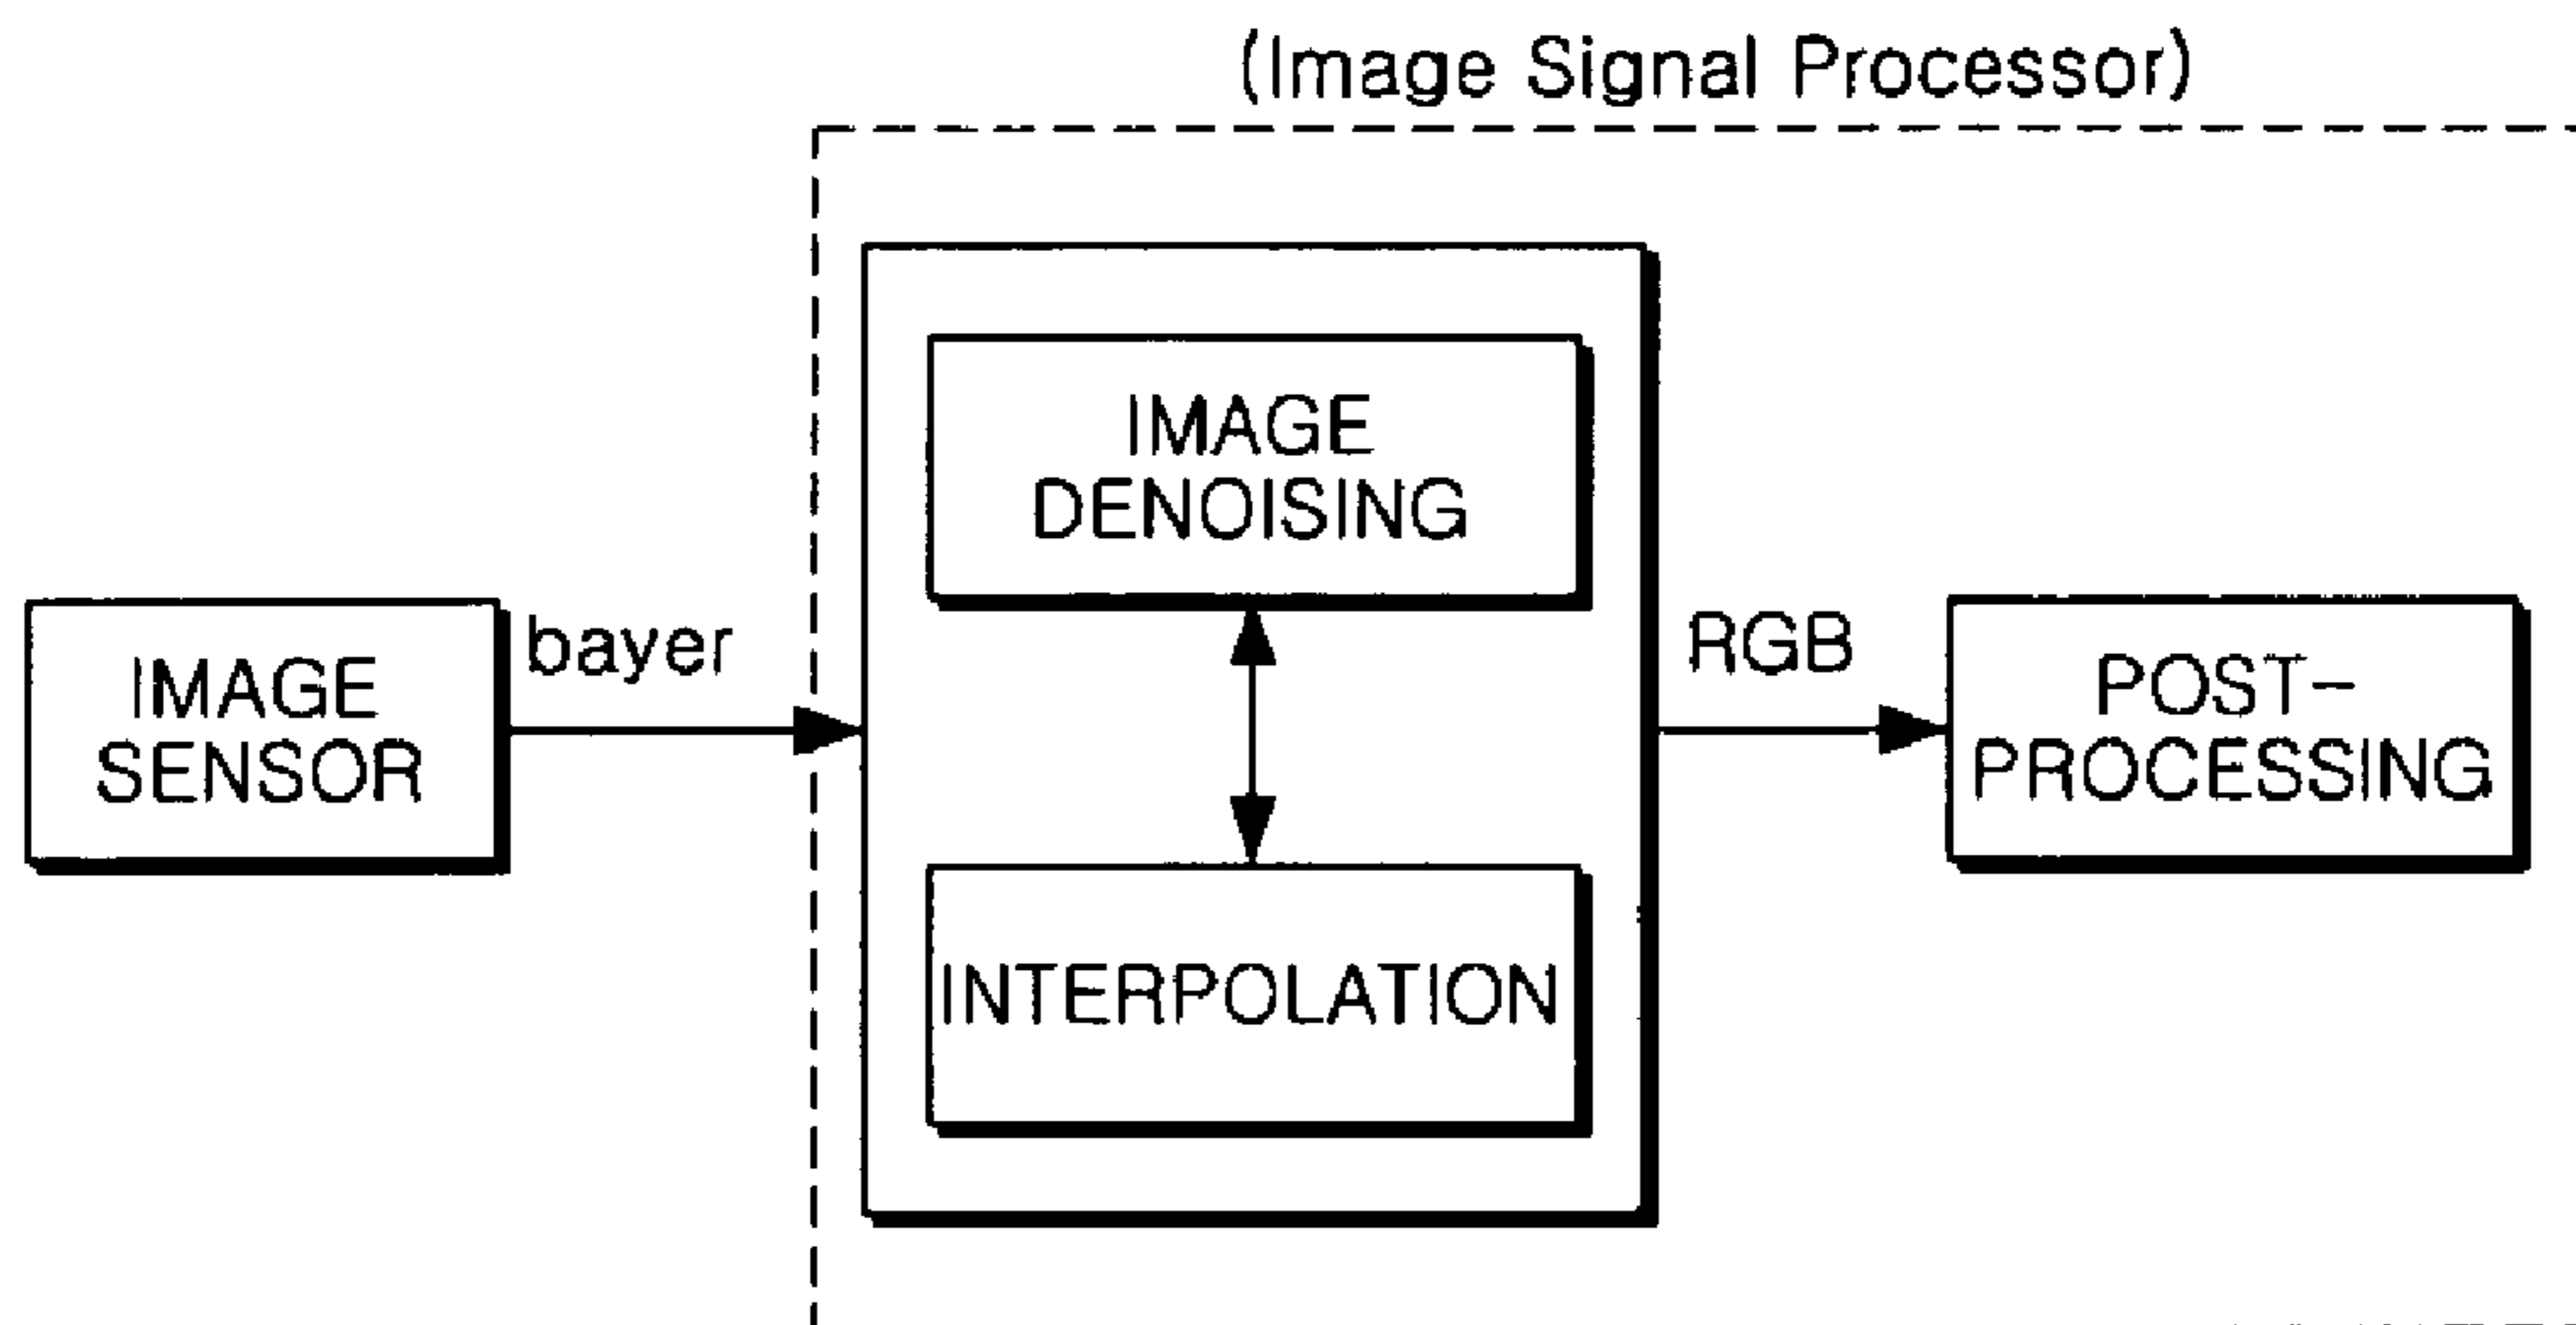 (Image Signal Processor)
IMAGE
DENOISING
IMAGE
SENSOR
bayer
RGB
POST-
PROCESSING
INTERPOLATION